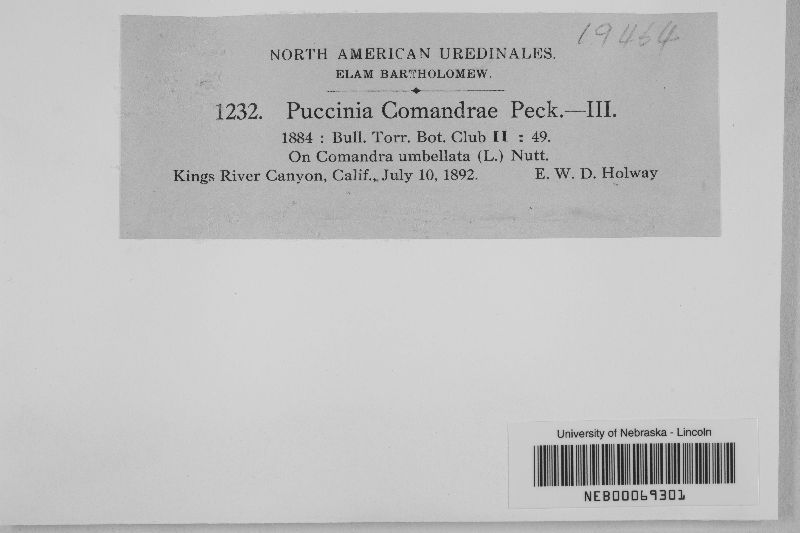 19464
NORTH AMERICAN UREDINALES.
ELAM BARTHOLOMEW.
1232. Puccinia Comandrae Peck.—III.
1884 : Bull. Torr. Bot. Club II : 49.
On Comandra umbellata (L.) Nutt.
Kings River Canyon, Calif., July 10, 1892. E. W. D. Holway
University of Nebraska - Lincoln
NEB00069301